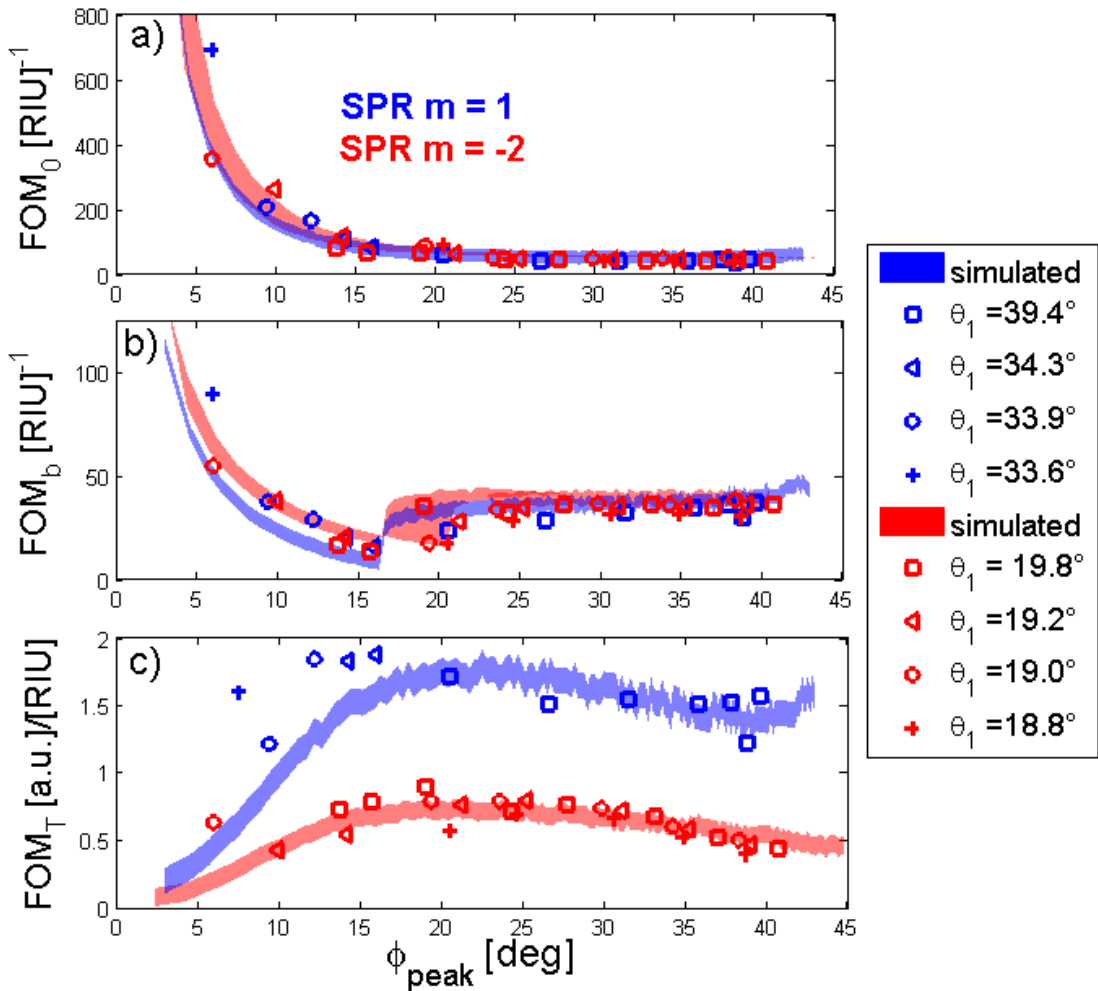 a)
SPR m = 1
SPR m = -2
FOM₀ [RIU]⁻¹
800
600
400
200
0
0 5 10 15 20 25 30 35 40 45
b)
FOM_b [RIU]⁻¹
100
50
0
0 5 10 15 20 25 30 35 40 45
c)
FOM_T [a.u.]/[RIU]
2
1.5
1
0.5
0
0 5 10 15 20 25 30 35 40 45
ϕ_peak [deg]
simulated
θ₁ =39.4°
θ₁ =34.3°
θ₁ =33.9°
θ₁ =33.6°
simulated
θ₁ = 19.8°
θ₁ =19.2°
θ₁ =19.0°
θ₁ =18.8°